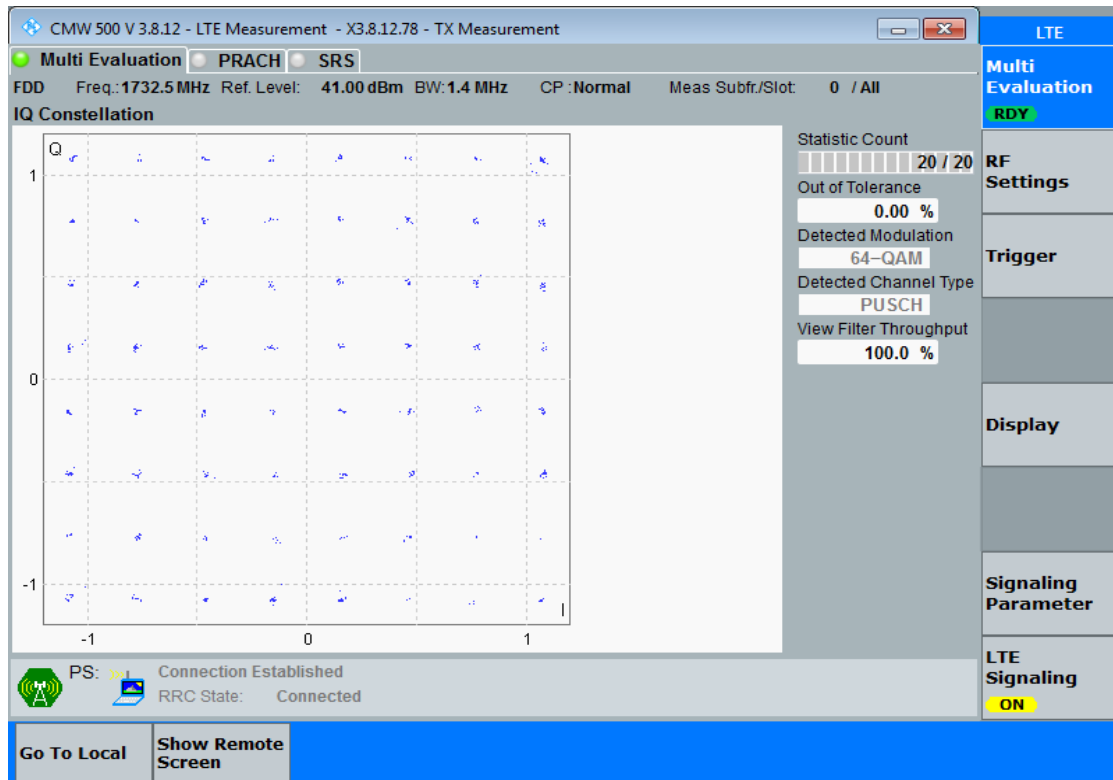 CMW 500 V 3.8.12 - LTE Measurement - X3.8.12.78 - TX Measurement
LTE
Multi Evaluation PRACH SRS
FDD Freq.: 1732.5 MHz Ref. Level: 41.00 dBm BW: 1.4 MHz CP : Normal Meas Subfr./Slot: 0 / All
IQ Constellation
Q
1
0
-1
-1 0 1
I
Statistic Count
20 / 20
Out of Tolerance
0.00 %
Detected Modulation
64-QAM
Detected Channel Type
PUSCH
View Filter Throughput
100.0 %
Multi
Evaluation
RDY
RF
Settings
Trigger
Display
Signaling
Parameter
LTE
Signaling
ON
PS: Connection Established
RRC State: Connected
Go To Local
Show Remote
Screen